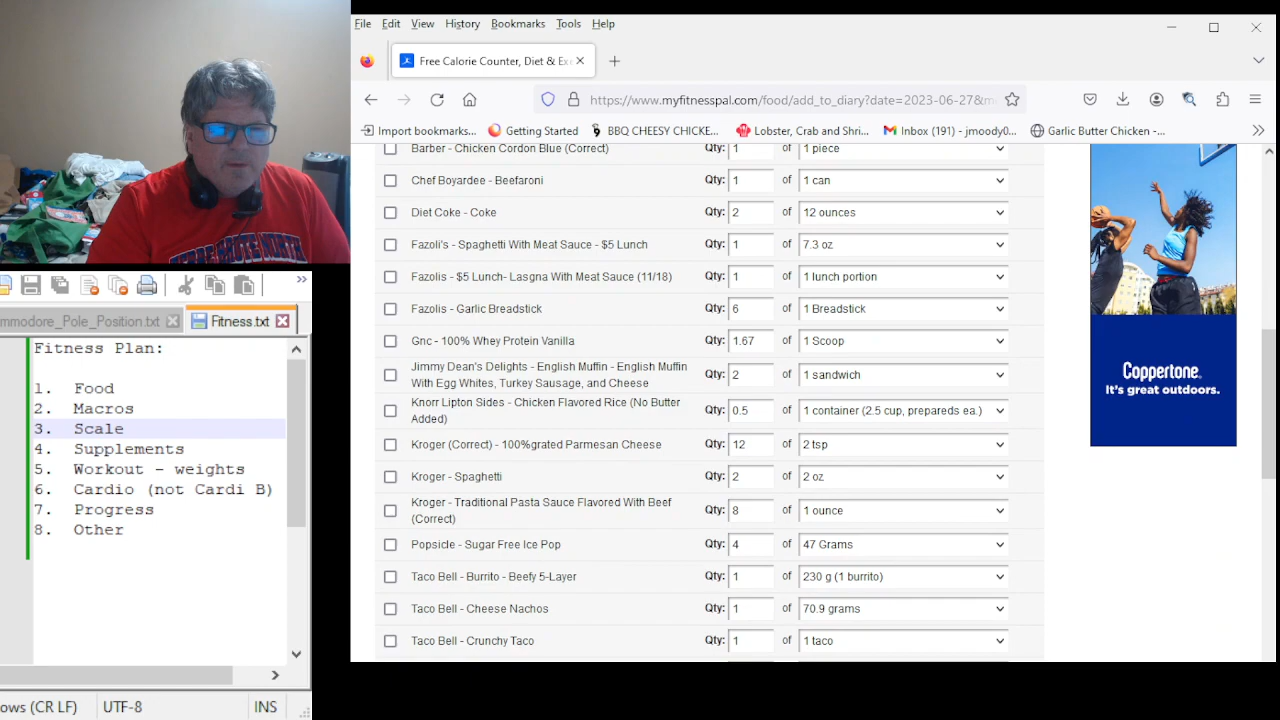 File Edit View History Bookmarks Tools Help
Free Calorie Counter, Diet & Ex
https://www.myfitnesspal.com/food/add_to_diary?date=2023-06-27&m
Import bookmarks... Getting Started BBQ CHEESY CHICKE... Lobster, Crab and Shri... Inbox (191) - jmoody0... Garlic Butter Chicken -...
Barber - Chicken Cordon Blue (Correct) Qty: 1 of 1 piece
Chef Boyardee - Beefaroni Qty: 1 of 1 can
Diet Coke - Coke Qty: 2 of 12 ounces
Fazoli's - Spaghetti With Meat Sauce - $5 Lunch Qty: 1 of 7.3 oz
Fazolis - $5 Lunch- Lasgna With Meat Sauce (11/18) Qty: 1 of 1 lunch portion
Fazolis - Garlic Breadstick Qty: 6 of 1 Breadstick
Gnc - 100% Whey Protein Vanilla Qty: 1.67 of 1 Scoop
Jimmy Dean's Delights - English Muffin - English Muffin
With Egg Whites, Turkey Sausage, and Cheese Qty: 2 of 1 sandwich
Knorr Lipton Sides - Chicken Flavored Rice (No Butter
Added) Qty: 0.5 of 1 container (2.5 cup, prepareds ea.)
Kroger (Correct) - 100%grated Parmesan Cheese Qty: 12 of 2 tsp
Kroger - Spaghetti Qty: 2 of 2 oz
Kroger - Traditional Pasta Sauce Flavored With Beef
(Correct) Qty: 8 of 1 ounce
Popsicle - Sugar Free Ice Pop Qty: 4 of 47 Grams
Taco Bell - Burrito - Beefy 5-Layer Qty: 1 of 230 g (1 burrito)
Taco Bell - Cheese Nachos Qty: 1 of 70.9 grams
Taco Bell - Crunchy Taco Qty: 1 of 1 taco
Coppertone
It's great outdoors.
mmodore_Pole_Position.txt Fitness.txt
Fitness Plan:
1. Food
2. Macros
3. Scale
4. Supplements
5. Workout - weights
6. Cardio (not Cardi B)
7. Progress
8. Other
ows (CR LF) UTF-8 INS